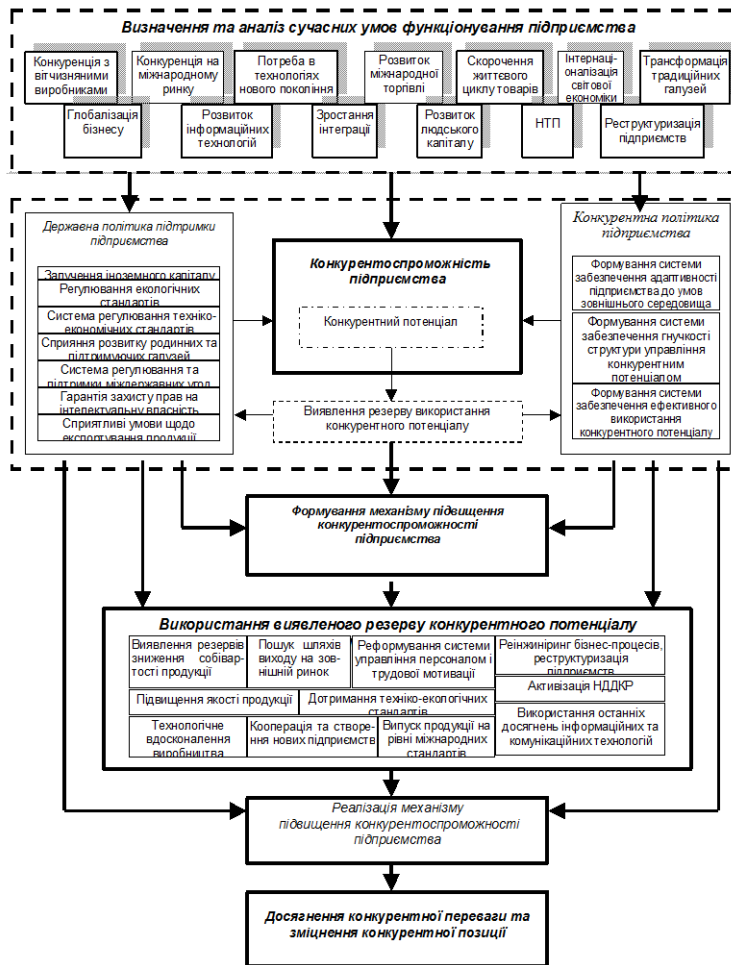 Визначення та аналіз сучасних умов функціонування підприємства
Конкуренція з
вітчизняними
виробниками
Конкуренція на
міжнародному
ринку
Потреба в
технологіях
нового покоління
Розвиток
міжнародної
торгівлі
Скорочення
життєвого
циклу товарів
Інтернаці-
оналізація
світової
економіки
Трансформація
традиційних
галузей
Глобалізація
бізнесу
Розвиток
інформаційних
технологій
Зростання
інтеграції
Розвиток
людського
капіталу
НТП
Реструктуризація
підприємств
Державна політика підтримки
підприємства
Залучення іноземного капіталу
Регулювання екологічних
стандартів
Система регулювання техніко-
економічних стандартів
Сприяння розвитку родинних та
підтримуючих галузей
Система регулювання та
підтримки міждержавних угод
Гарантія захисту прав на
інтелектуальну власність
Сприятливі умови щодо
експортування продукції
Конкурентоспроможність
підприємства
Конкурентний потенціал
Виявлення резерву використання
конкурентного потенціалу
Конкурентна політика
підприємства
Формування системи
забезпечення адаптивності
підприємства до умов
зовнішнього середовища
Формування системи
забезпечення гнучкості
структури управління
конкурентним
потенціалом
Формування системи
забезпечення ефективного
використання
конкурентного потенціалу
Формування механізму підвищення
конкурентоспроможності
підприємства
Використання виявленого резерву конкурентного потенціалу
Виявлення резервів
зниження собівар-
тості продукції
Пошук шляхів
виходу на зов-
нішній ринок
Реформування системи
управління персоналом і
трудової мотивації
Реінжиніринг бізнес-процесів,
реструктуризація
підприємств
Активізація НДДКР
Підвищення якості продукції
Дотримання техніко-екологічних
стандартів
Використання останніх
досягнень інформаційних та
комунікаційних технологій
Технологічне
вдосконалення
виробництва
Кооперація та створе-
ння нових підприємств
Випуск продукції на
рівні міжнародних
стандартів
Реалізація механізму
підвищення конкурентоспроможності
підприємства
Досягнення конкурентної переваги та
зміцнення конкурентної позиції